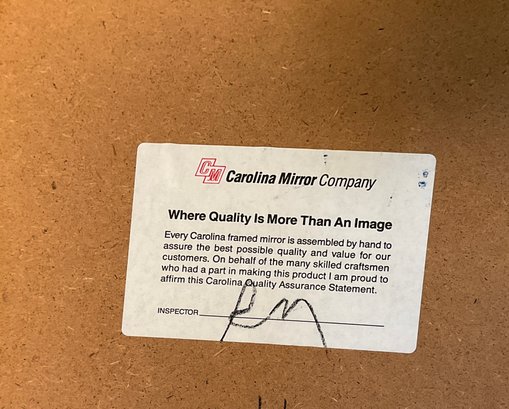 CM Carolina Mirror Company
Where Quality Is More Than An Image
Every Carolina framed mirror is assembled by hand to
assure the best possible quality and value for our
customers. On behalf of the many skilled craftsmen
who had a part in making this product I am proud to
affirm this Carolina Quality Assurance Statement.
INSPECTOR